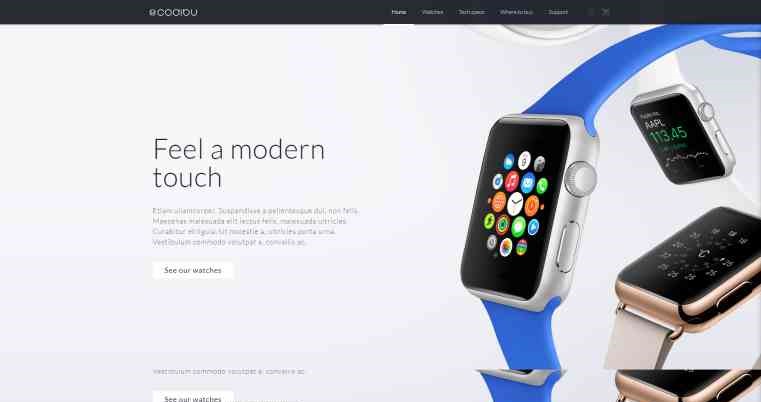 codibu
Home Watches Tech specs Where to buy Support
Feel a modern
touch
Etiam ullamcorper. Suspendisse a pellentesque dui, non felis.
Maecenas malesuada elit lectus felis, malesuada ultricies.
Curabitur et ligula. Ut molestie a, ultricies porta urna.
Vestibulum commodo volutpat a, convallis ac.
See our watches
AAPL
113.45
Vestibulum commodo volutpat a, convallis ac.
See our watches